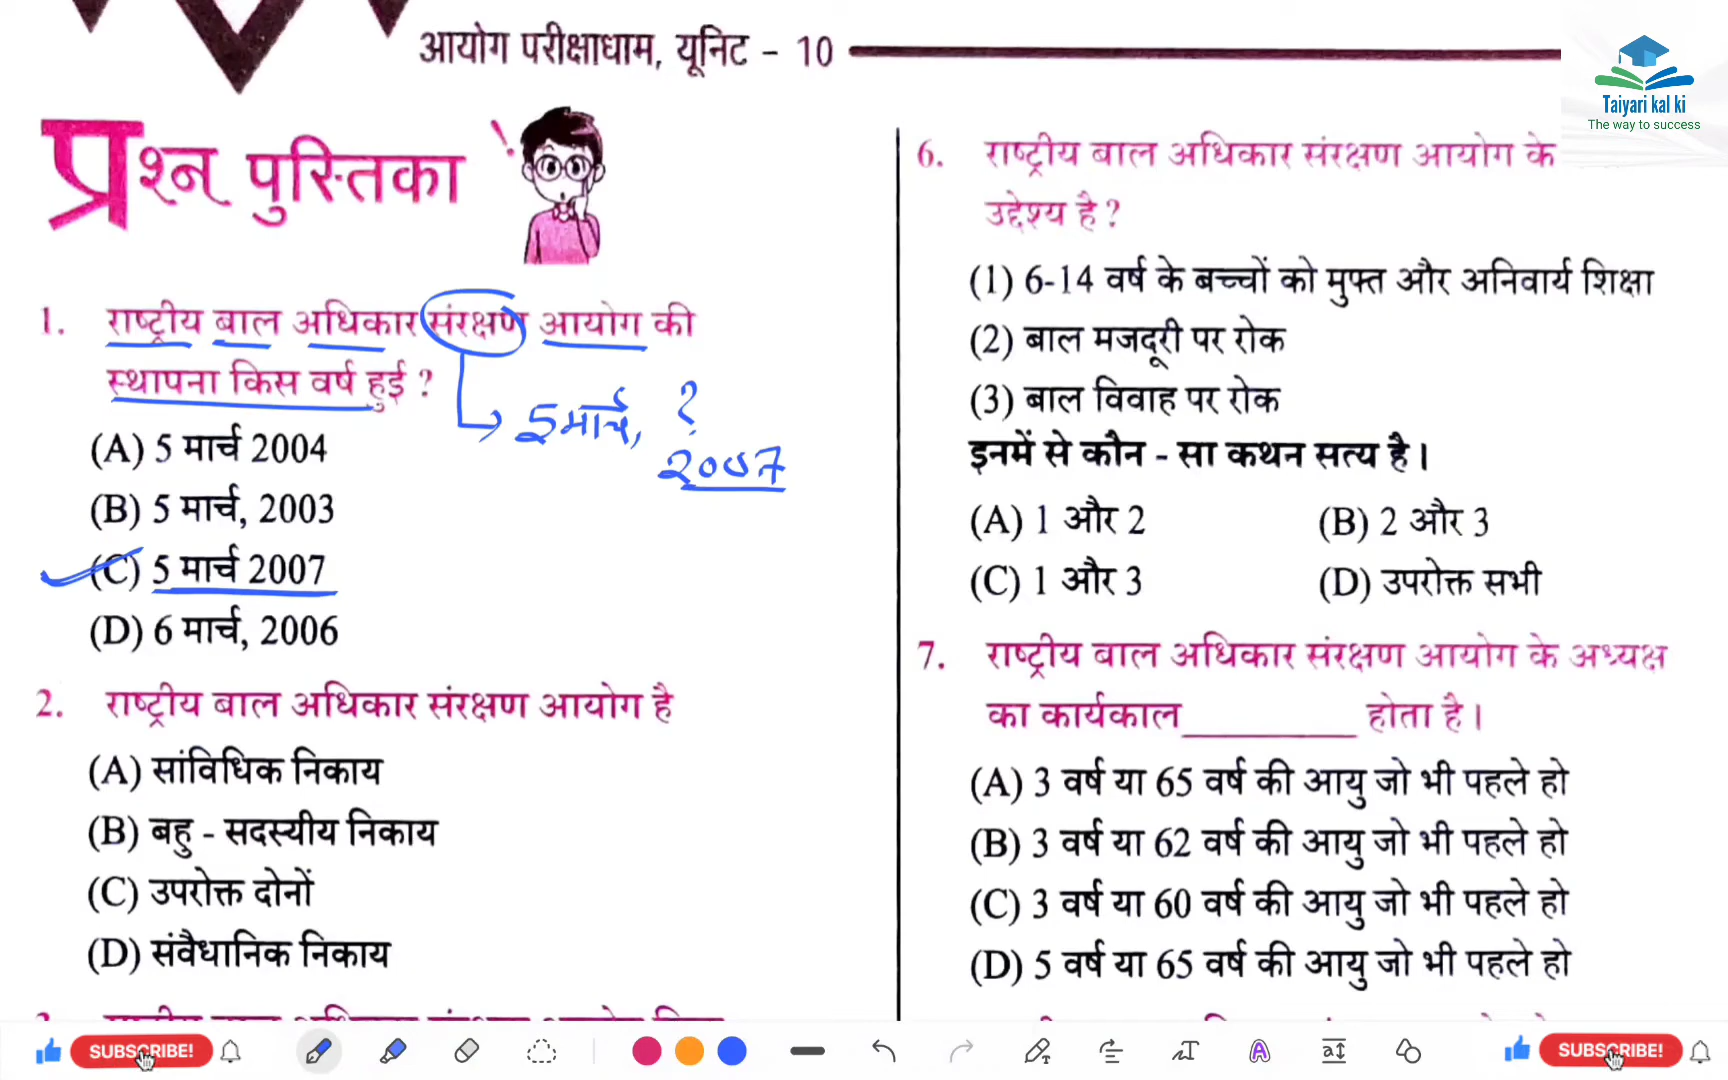 आयोग परीक्षाधाम, यूनिट - 10
Taiyari kal ki
The way to success
प्रश्न पुस्तिका
1. राष्ट्रीय बाल अधिकार संरक्षण आयोग की
स्थापना किस वर्ष हुई ?
5 मार्च, ?
2007
(A) 5 मार्च 2004
(B) 5 मार्च, 2003
(C) 5 मार्च 2007
(D) 6 मार्च, 2006
2. राष्ट्रीय बाल अधिकार संरक्षण आयोग है
(A) सांविधिक निकाय
(B) बहु - सदस्यीय निकाय
(C) उपरोक्त दोनों
(D) संवैधानिक निकाय
6. राष्ट्रीय बाल अधिकार संरक्षण आयोग के
उद्देश्य है ?
(1) 6-14 वर्ष के बच्चों को मुफ्त और अनिवार्य शिक्षा
(2) बाल मजदूरी पर रोक
(3) बाल विवाह पर रोक
इनमें से कौन - सा कथन सत्य है ।
(A) 1 और 2 (B) 2 और 3
(C) 1 और 3 (D) उपरोक्त सभी
7. राष्ट्रीय बाल अधिकार संरक्षण आयोग के अध्यक्ष
का कार्यकाल__________ होता है ।
(A) 3 वर्ष या 65 वर्ष की आयु जो भी पहले हो
(B) 3 वर्ष या 62 वर्ष की आयु जो भी पहले हो
(C) 3 वर्ष या 60 वर्ष की आयु जो भी पहले हो
(D) 5 वर्ष या 65 वर्ष की आयु जो भी पहले हो
SUBSCRIBE!
SUBSCRIBE!